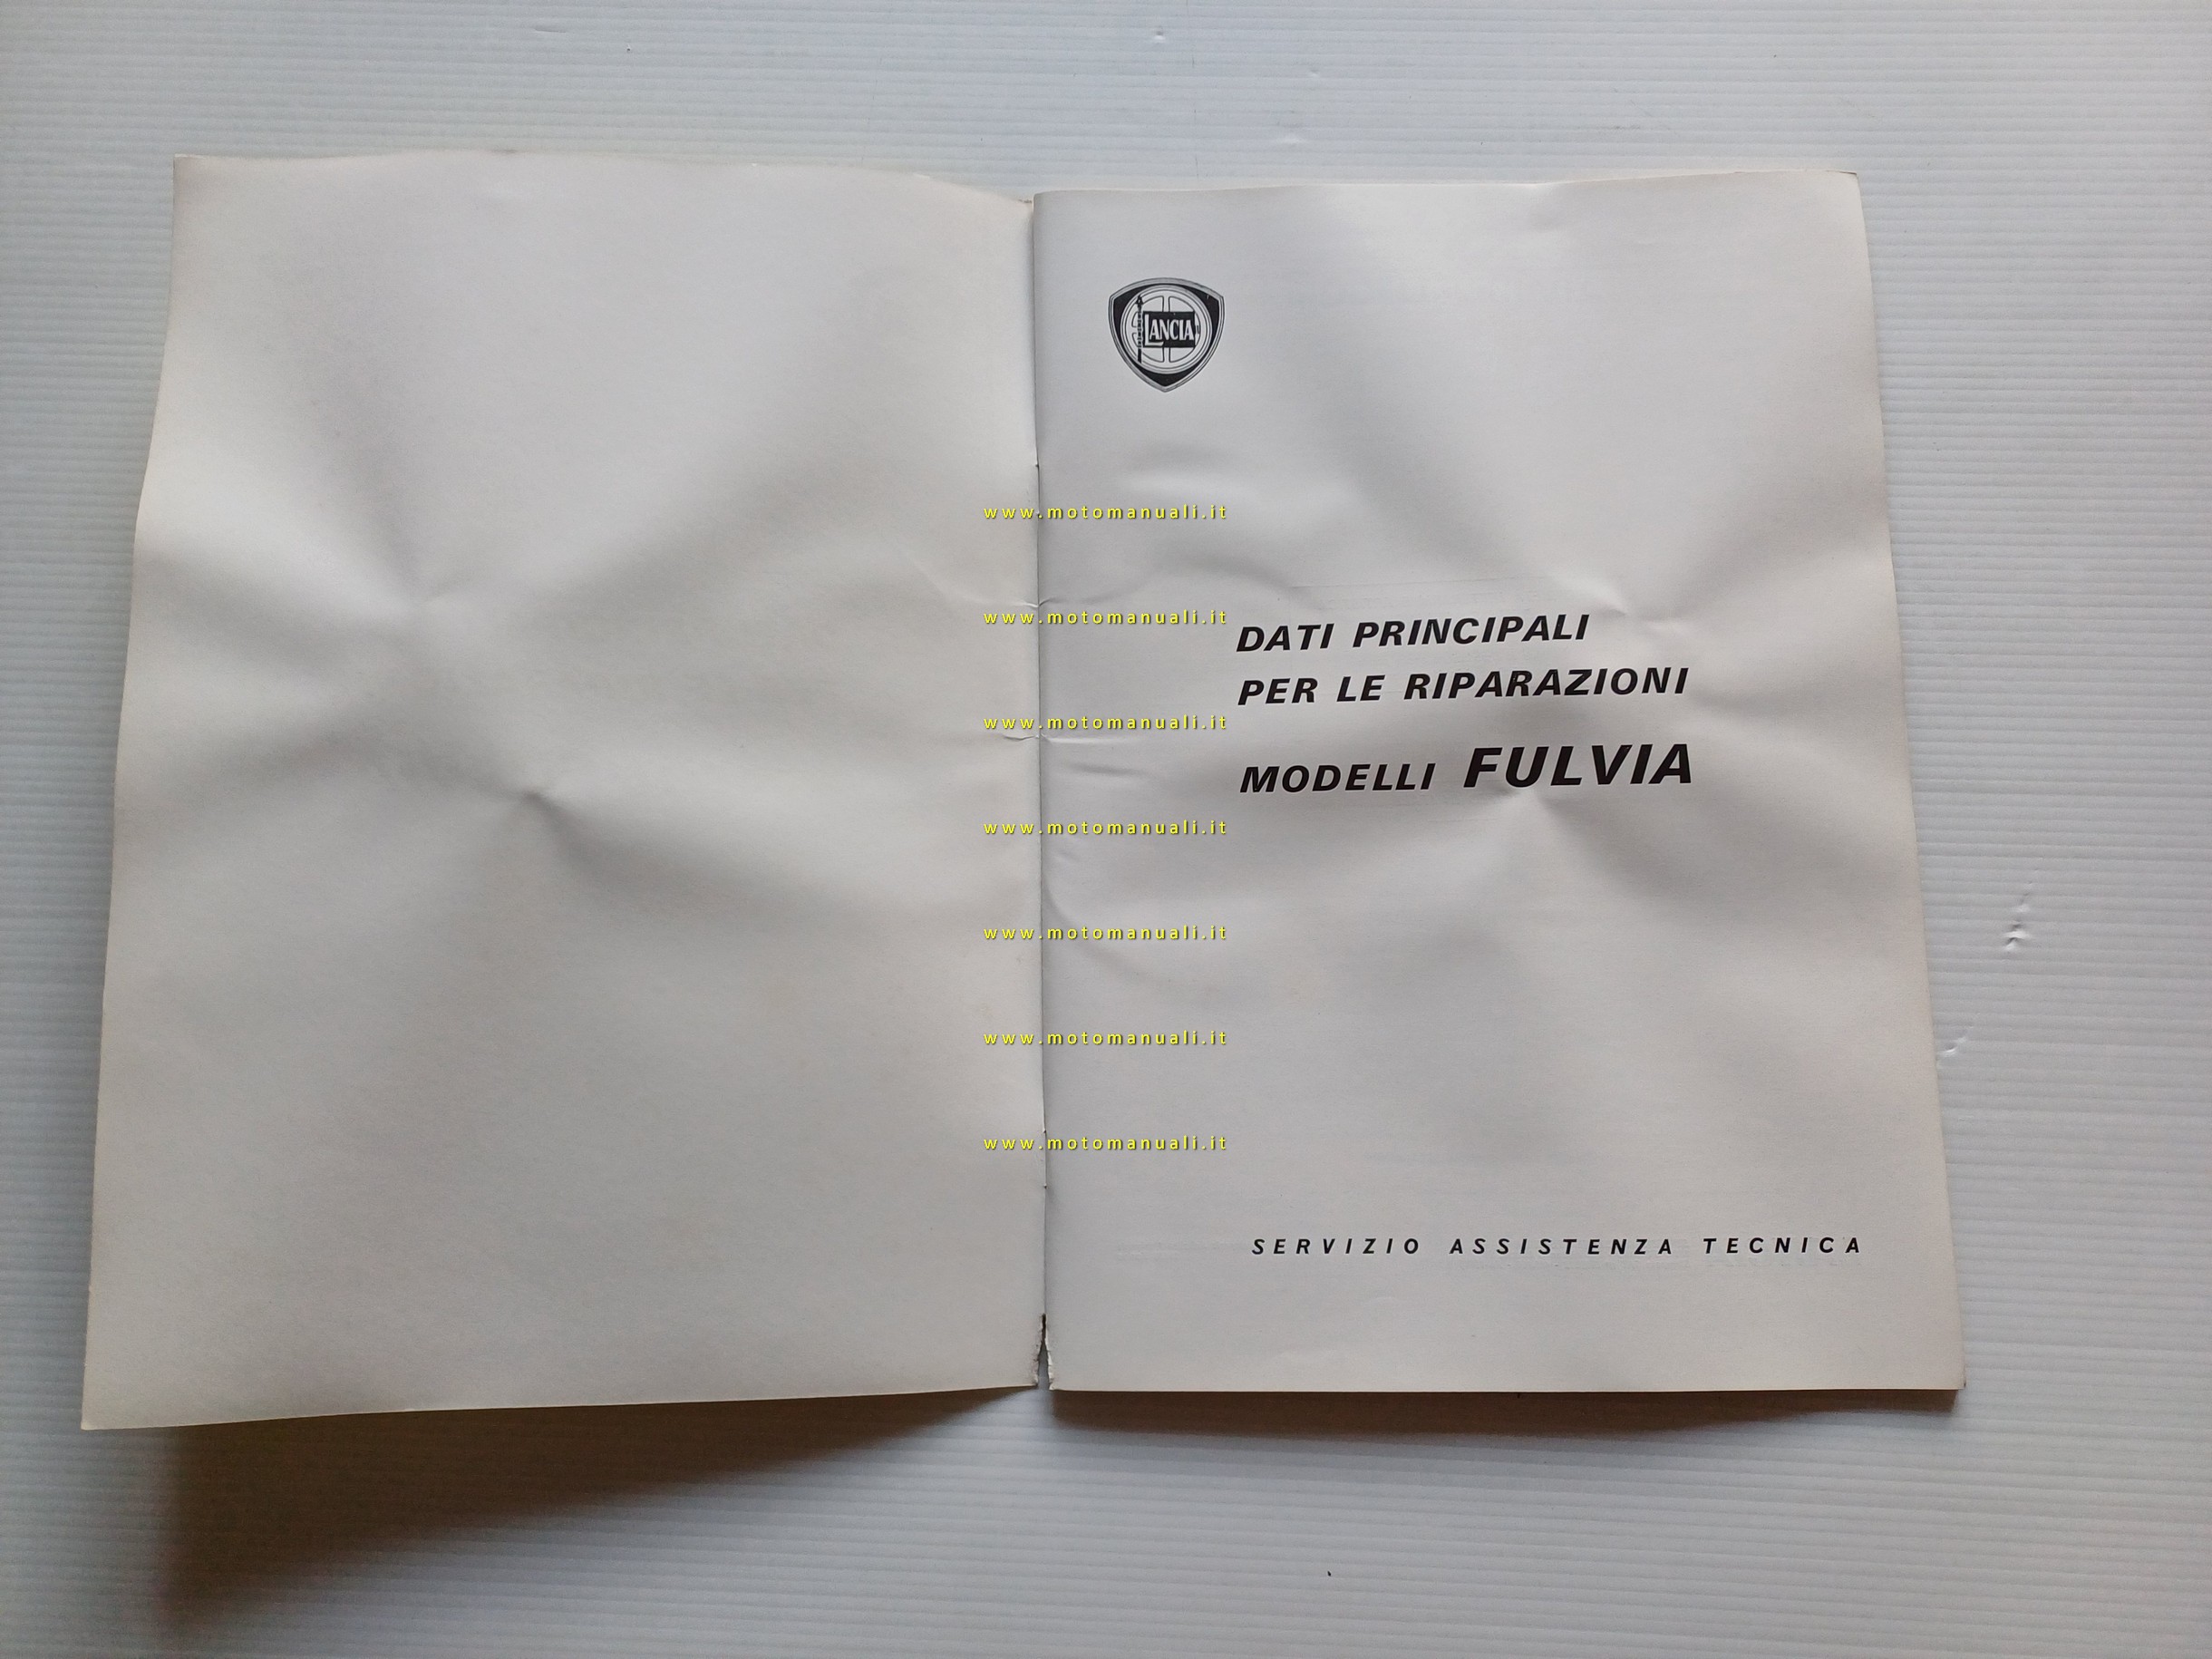 LANCIA
www.motomanuali.it
www.motomanuali.it
DATI PRINCIPALI
PER LE RIPARAZIONI
www.motomanuali.it
MODELLI FULVIA
www.motomanuali.it
www.motomanuali.it
www.motomanuali.it
www.motomanuali.it
SERVIZIO ASSISTENZA TECNICA